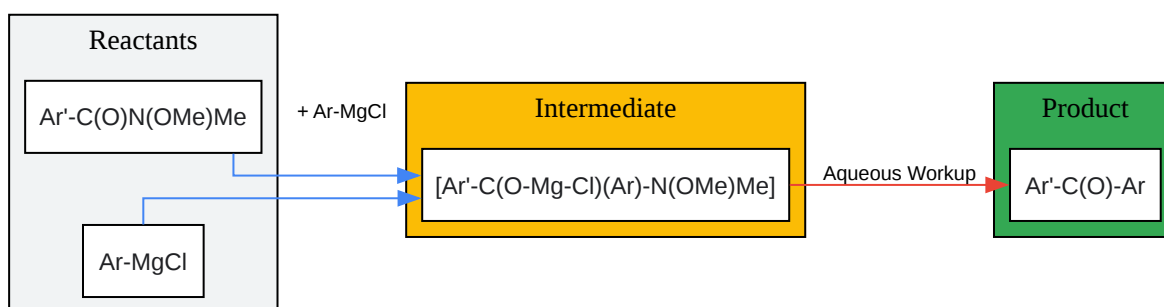 Reactants
Ar'-C(O)N(OMe)Me
Ar-MgCl
+ Ar-MgCl
Intermediate
[Ar'-C(O-Mg-Cl)(Ar)-N(OMe)Me]
Aqueous Workup
Product
Ar'-C(O)-Ar